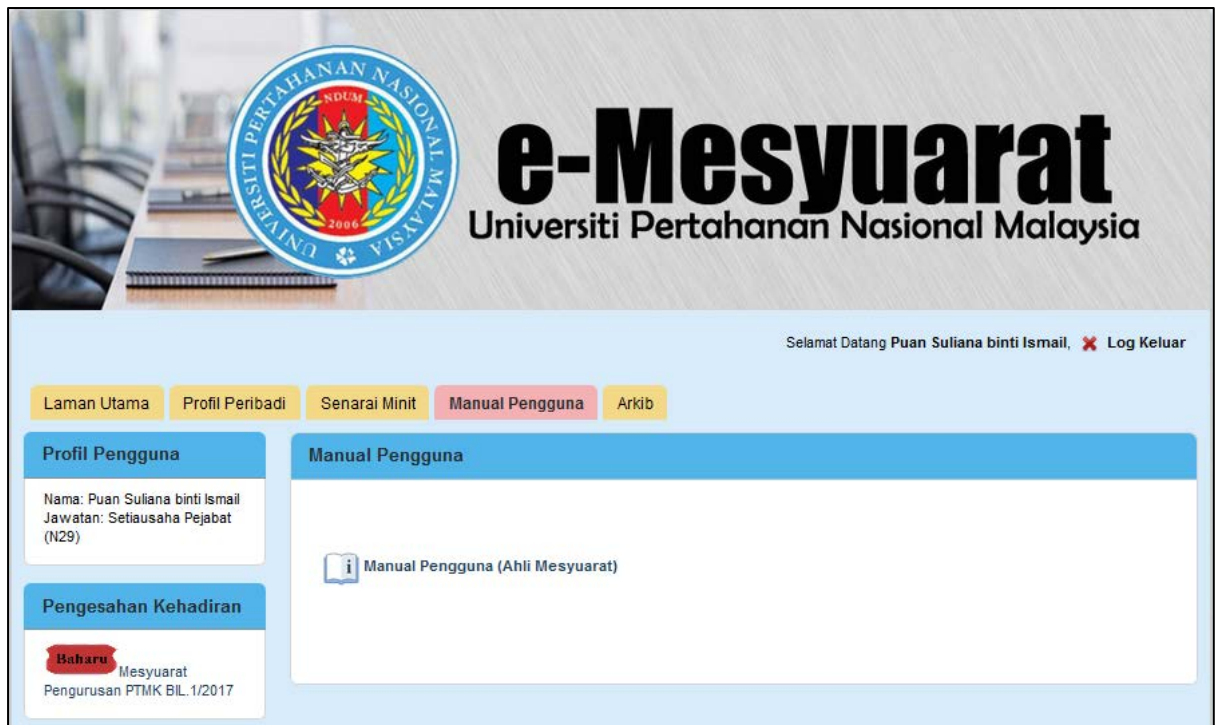 UNIVERSITI PERTAHANAN NASIONAL MALAYSIA
NDUM
2006
e-Mesyuarat
Universiti Pertahanan Nasional Malaysia
Selamat Datang Puan Suliana binti Ismail, Log Keluar
Laman Utama Profil Peribadi Senarai Minit Manual Pengguna Arkib
Profil Pengguna
Nama: Puan Suliana binti Ismail
Jawatan: Setiausaha Pejabat
(N29)
Pengesahan Kehadiran
Baharu Mesyuarat
Pengurusan PTMK BIL.1/2017
Manual Pengguna
i Manual Pengguna (Ahli Mesyuarat)